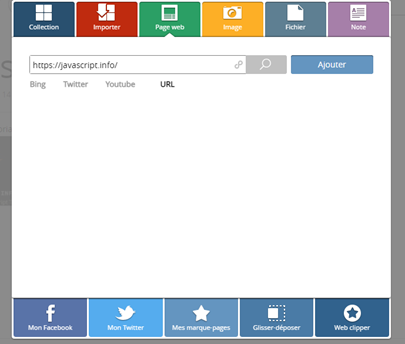 Collection Importer Page web Image Fichier Note
https://javascript.info/ Ajouter
Bing Twitter Youtube URL
Mon Facebook Mon Twitter Mes marque-pages Glisser-déposer Web clipper